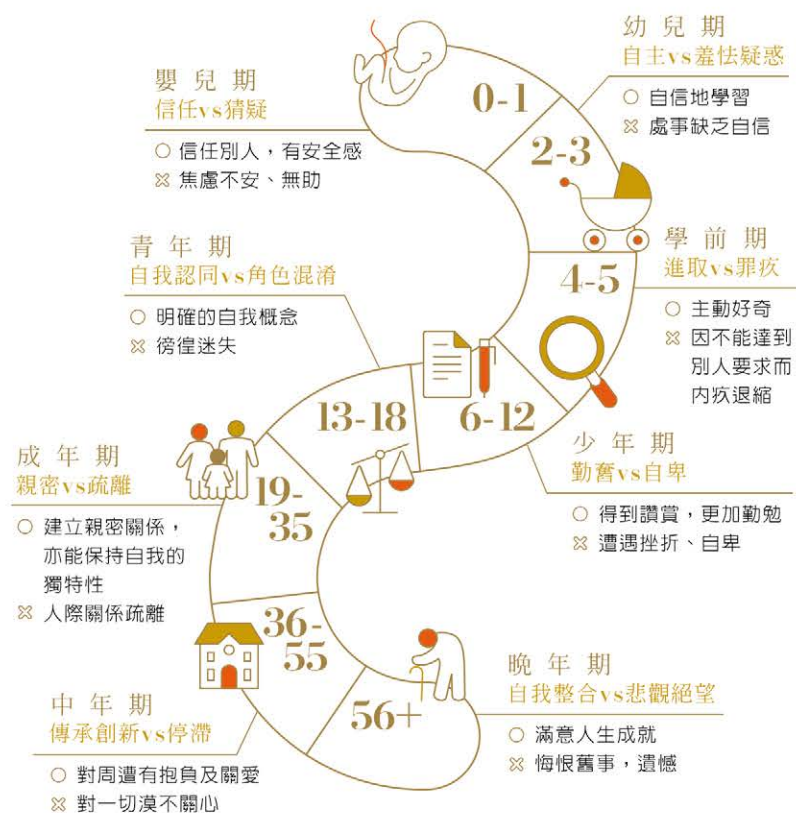 嬰兒期
信任vs猜疑
○ 信任別人，有安全感
✕ 焦慮不安、無助
0-1
幼兒期
自主vs羞怯疑惑
○ 自信地學習
✕ 處事缺乏自信
2-3
學前期
進取vs罪疚
○ 主動好奇
✕ 因不能達到
別人要求而
內疚退縮
4-5
少年期
勤奮vs自卑
○ 得到讚賞，更加勤勉
✕ 遭遇挫折、自卑
6-12
青年期
自我認同vs角色混淆
○ 明確的自我概念
✕ 徬徨迷失
13-18
成年期
親密vs疏離
○ 建立親密關係，
亦能保持自我的
獨特性
✕ 人際關係疏離
19-
35
中年期
傳承創新vs停滯
○ 對周遭有抱負及關愛
✕ 對一切漠不關心
36-
55
晚年期
自我整合vs悲觀絕望
○ 滿意人生成就
✕ 悔恨舊事，遺憾
56+